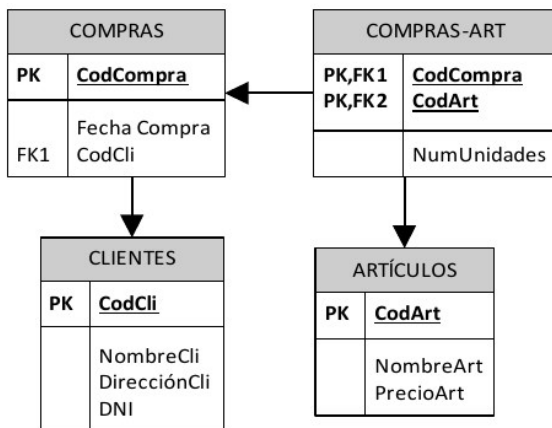 COMPRAS
PK CodCompra
Fecha Compra
FK1 CodCli
COMPRAS-ART
PK,FK1 CodCompra
PK,FK2 CodArt
NumUnidades
CLIENTES
PK CodCli
NombreCli
DirecciónCli
DNI
ARTÍCULOS
PK CodArt
NombreArt
PrecioArt